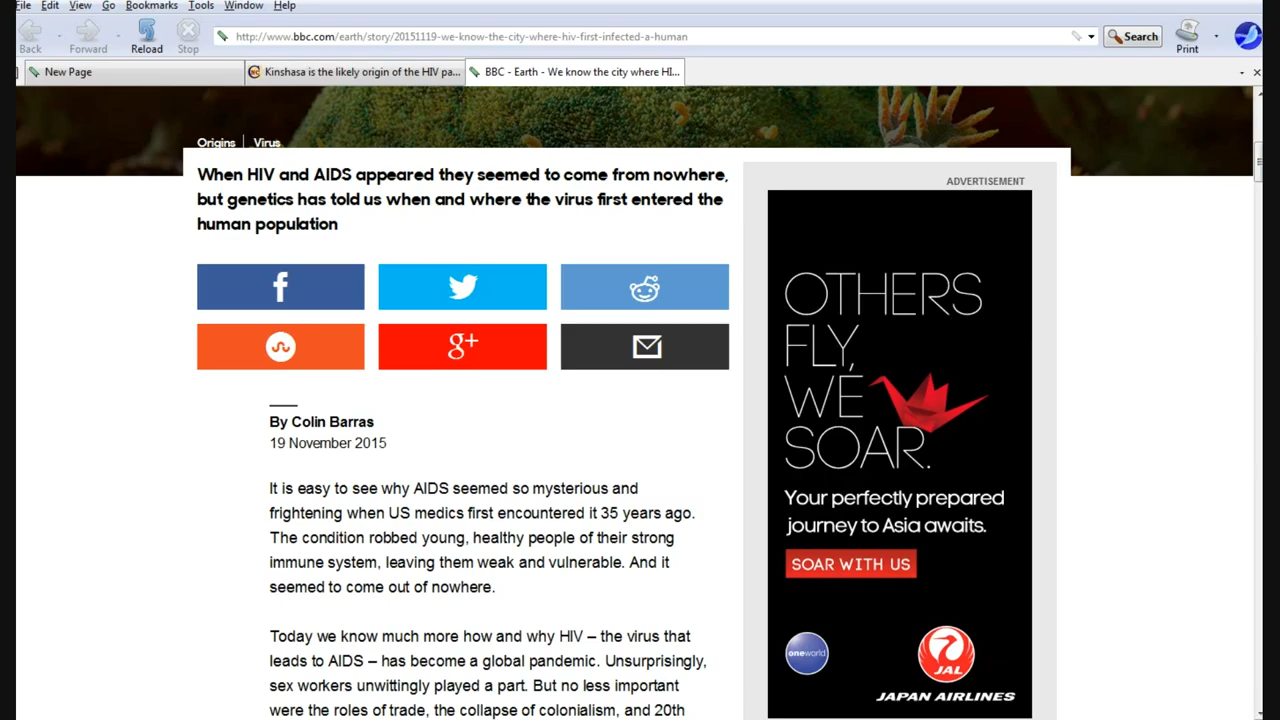 File Edit View Go Bookmarks Tools Window Help
Back Forward Reload Stop
http://www.bbc.com/earth/story/20151119-we-know-the-city-where-hiv-first-infected-a-human
Search
Print
New Page
Kinshasa is the likely origin of the HIV pa...
BBC - Earth - We know the city where HI...
Origins | Virus
When HIV and AIDS appeared they seemed to come from nowhere,
but genetics has told us when and where the virus first entered the
human population
By Colin Barras
19 November 2015
It is easy to see why AIDS seemed so mysterious and
frightening when US medics first encountered it 35 years ago.
The condition robbed young, healthy people of their strong
immune system, leaving them weak and vulnerable. And it
seemed to come out of nowhere.
Today we know much more how and why HIV – the virus that
leads to AIDS – has become a global pandemic. Unsurprisingly,
sex workers unwittingly played a part. But no less important
were the roles of trade, the collapse of colonialism, and 20th
ADVERTISEMENT
OTHERS
FLY,
WE
SOAR.
Your perfectly prepared
journey to Asia awaits.
SOAR WITH US
oneworld
JAL
JAPAN AIRLINES